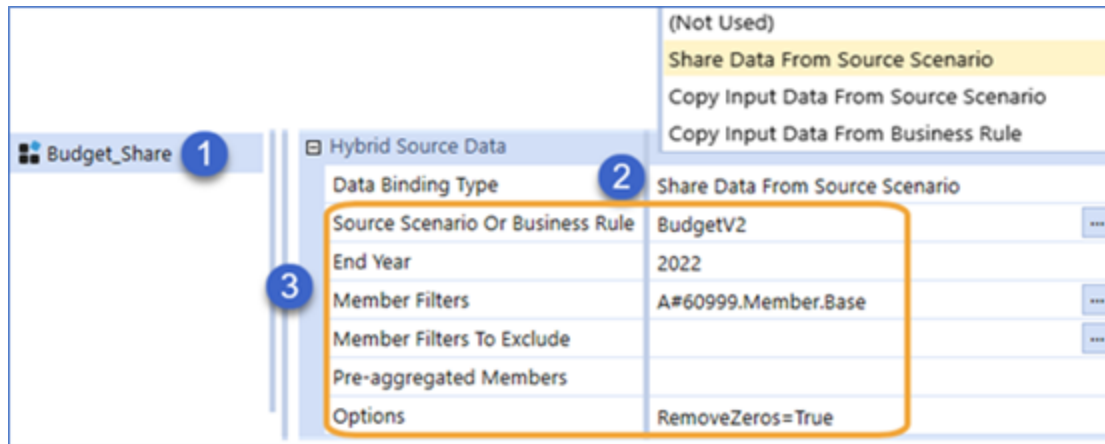 (Not Used)
Share Data From Source Scenario
Copy Input Data From Source Scenario
Copy Input Data From Business Rule
Budget_Share 1
Hybrid Source Data
Data Binding Type 2 Share Data From Source Scenario
Source Scenario Or Business Rule BudgetV2 ...
3
End Year 2022
Member Filters A#60999.Member.Base ...
Member Filters To Exclude ...
Pre-aggregated Members
Options RemoveZeros=True